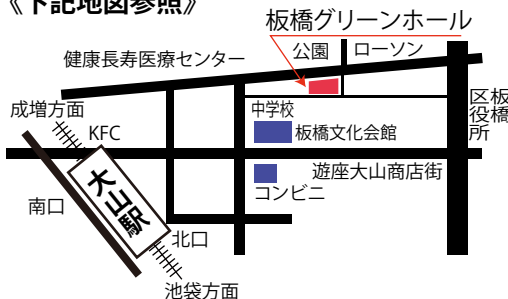 《下記地図参照》
板橋グリーンホール
公園
ローソン
健康長寿医療センター
成増方面
KFC
中学校
板橋文化会館
板橋
区役所
大山駅
遊座大山商店街
コンビニ
南口
北口
池袋方面